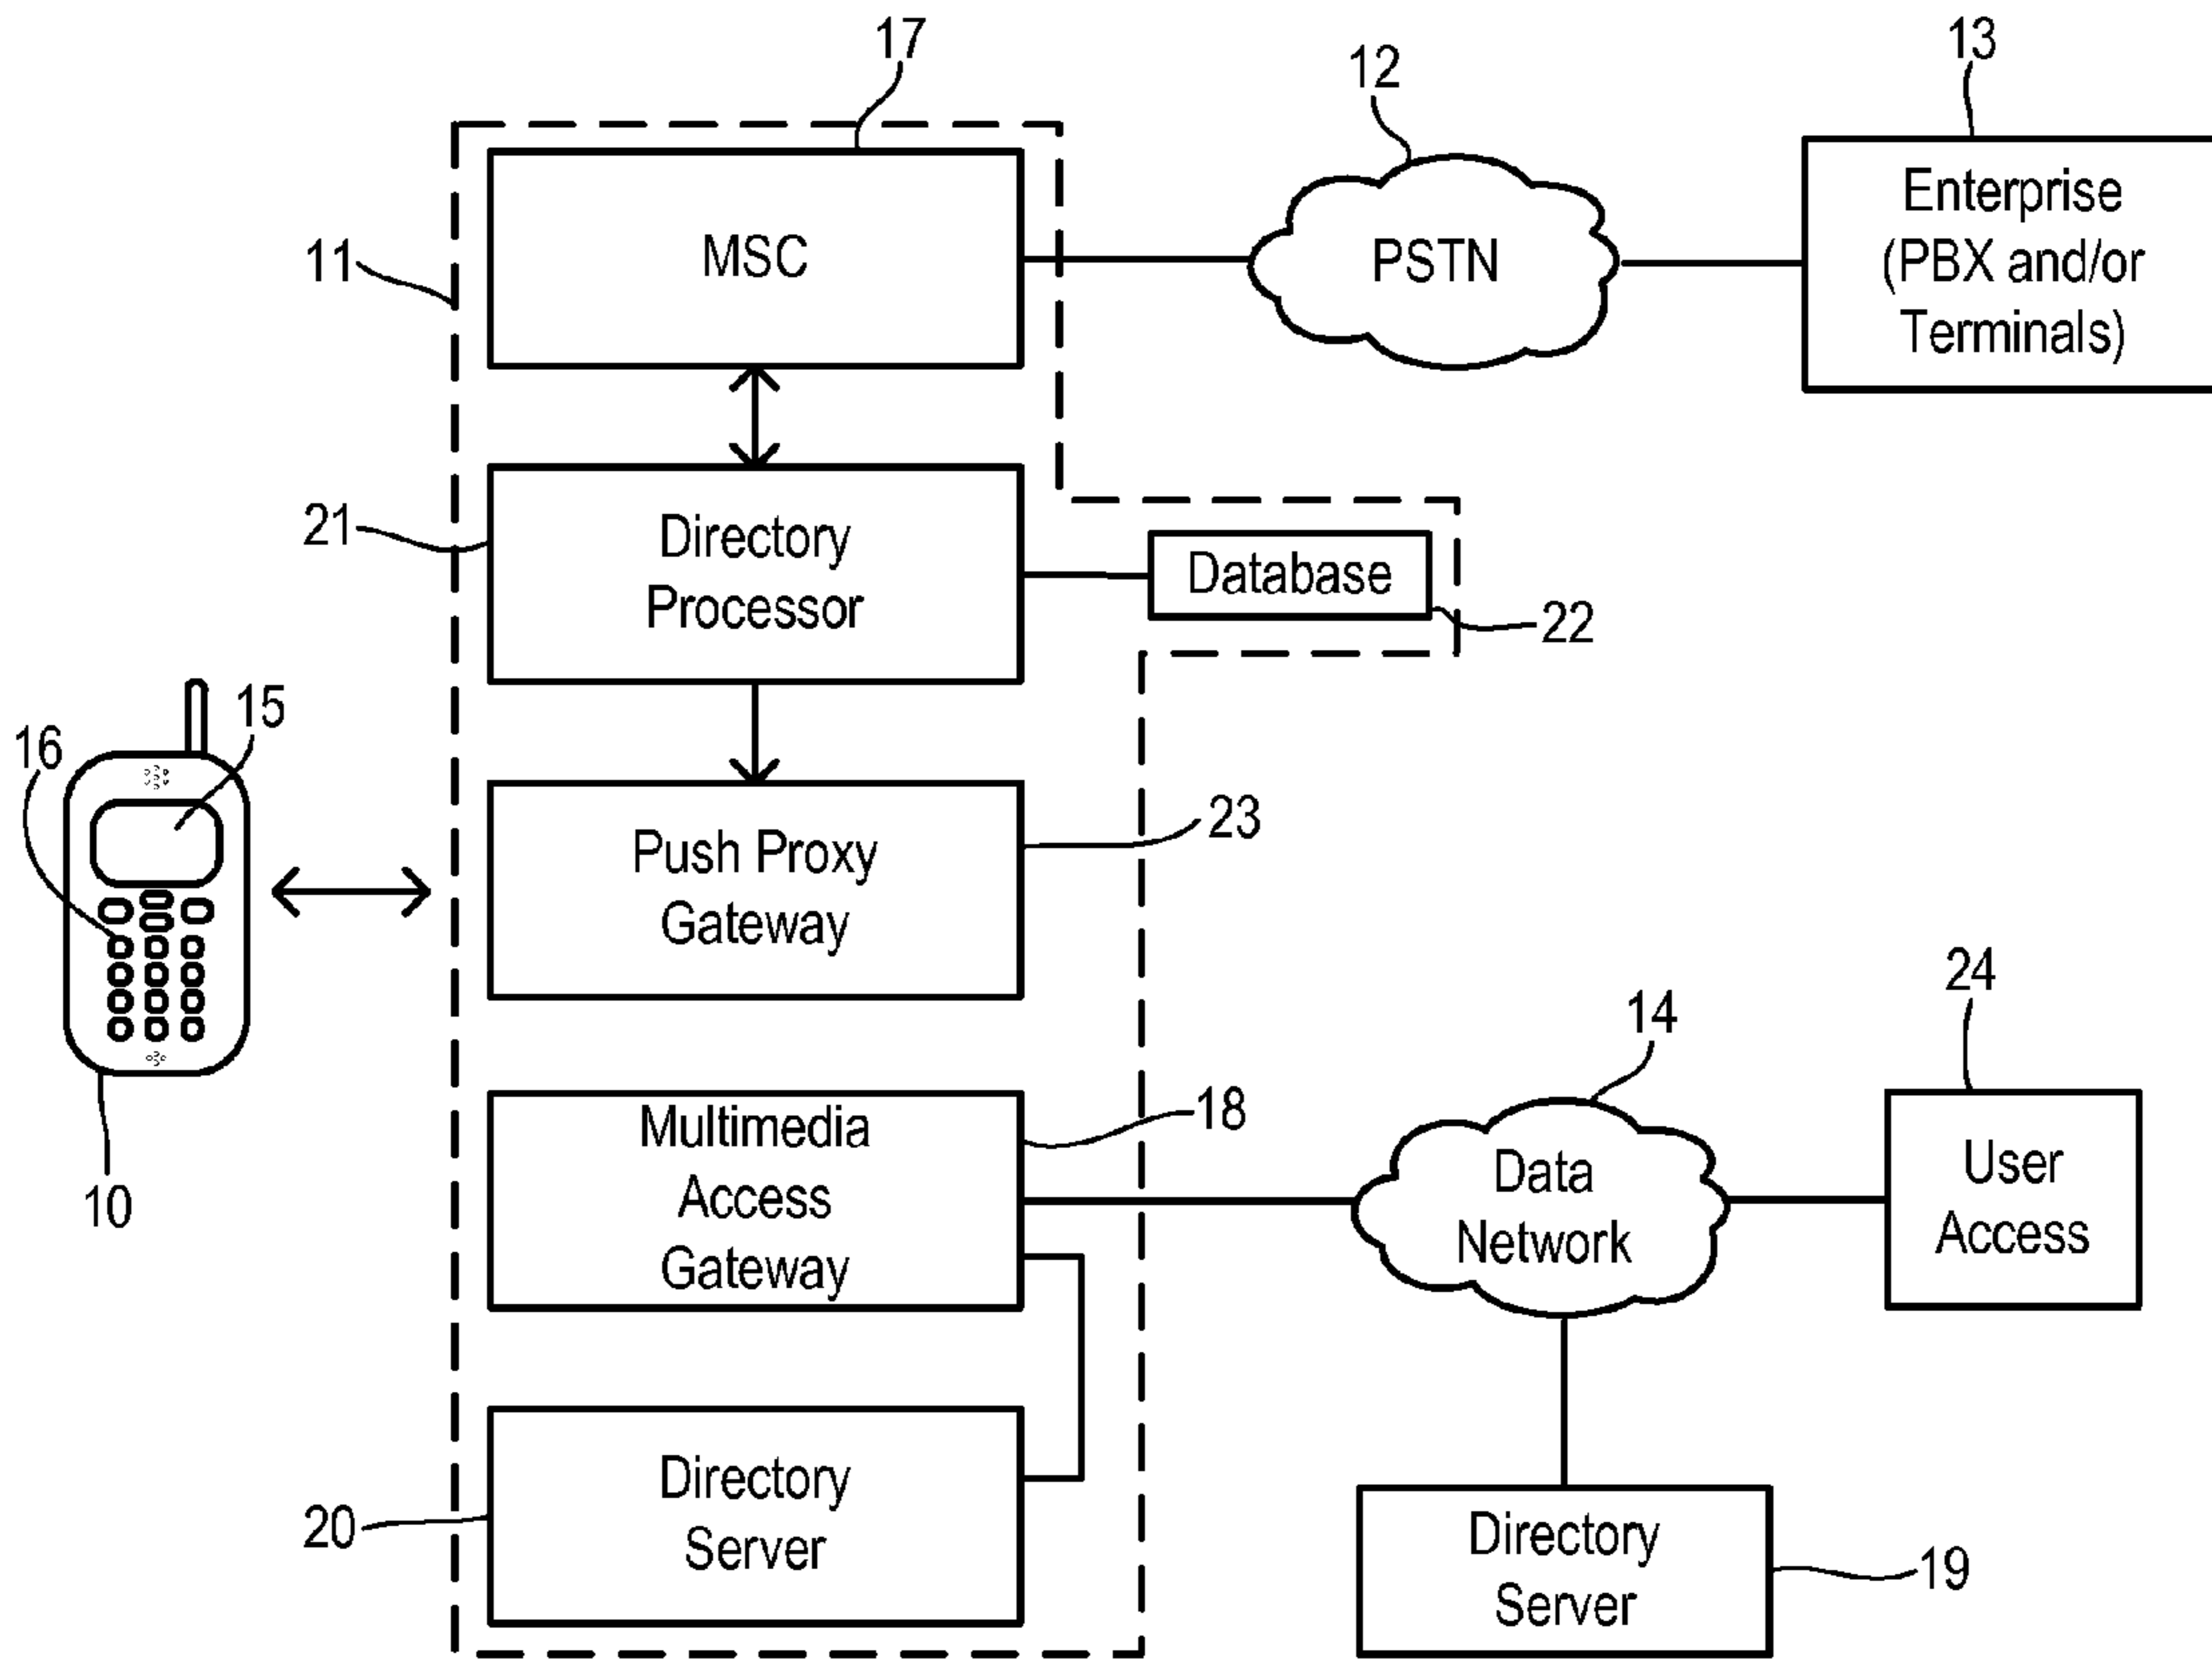 17
12
13
MSC
PSTN
Enterprise
(PBX and/or
Terminals)
11
21
Directory
Processor
Database
22
15
16
Push Proxy
Gateway
23
10
Multimedia
Access
Gateway
18
14
24
Data
Network
User
Access
20
Directory
Server
Directory
Server
19